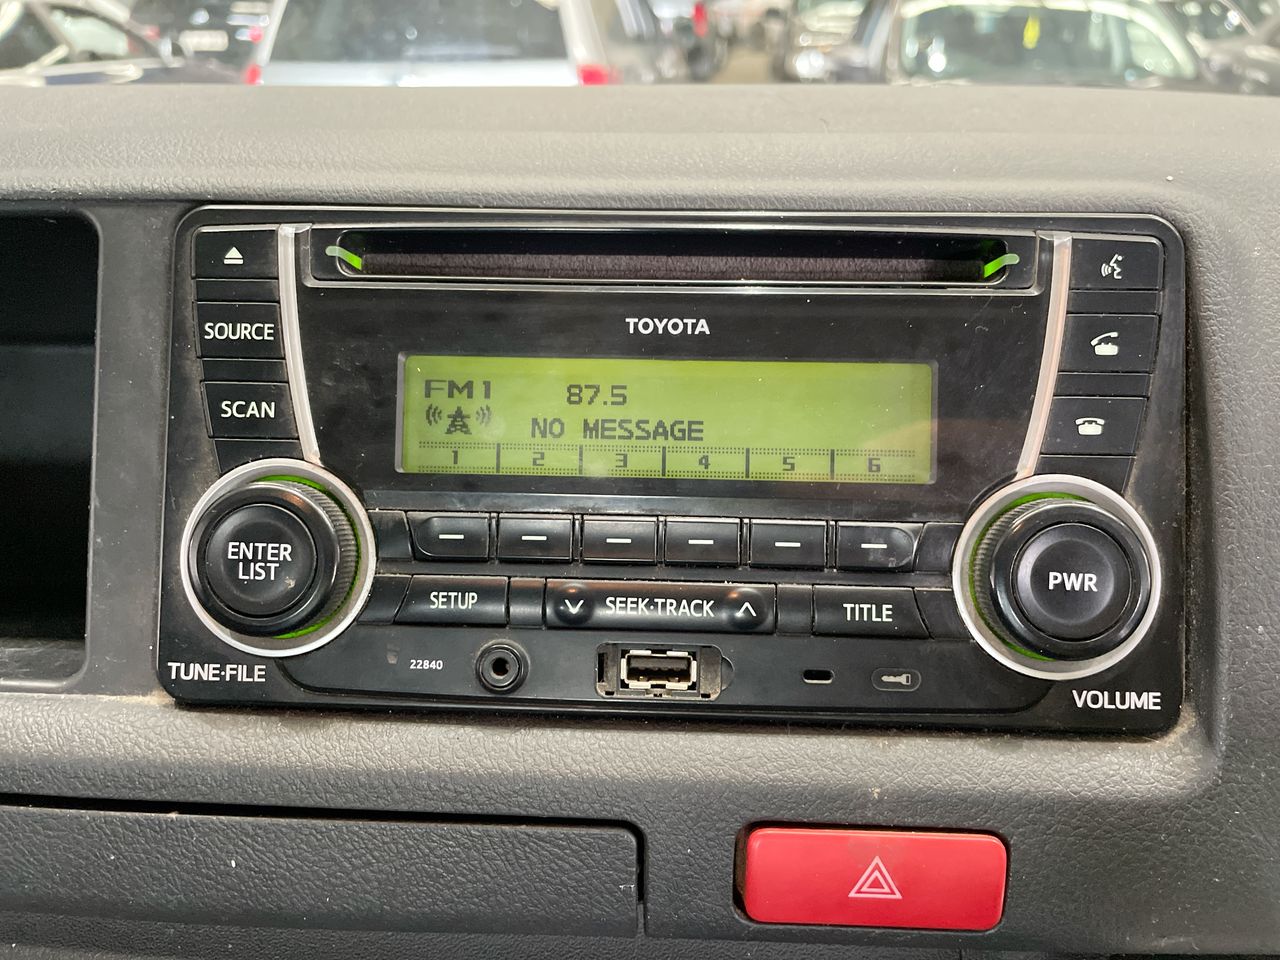 TOYOTA
SOURCE
SCAN
FM1 87.5
NO MESSAGE
1 2 3 4 5 6
ENTER
LIST
PWR
SETUP
SEEK·TRACK
TITLE
22840
TUNE·FILE
VOLUME